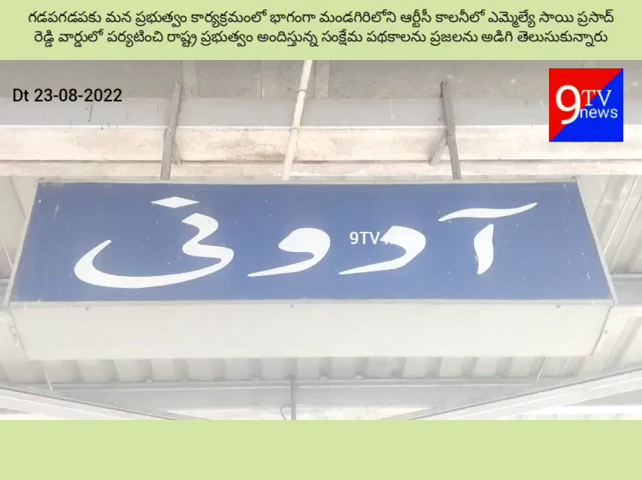 గడపగడపకు మన ప్రభుత్వం కార్యక్రమంలో భాగంగా మండగిరిలోని ఆర్టీసీ కాలనీలో ఎమ్మెల్యే సాయి ప్రసాద్
రెడ్డి వార్డులో పర్యటించి రాష్ట్ర ప్రభుత్వం అందిస్తున్న సంక్షేమ పథకాలను ప్రజలను అడిగి తెలుసుకున్నారు
Dt 23-08-2022
9TV
news
آدونی